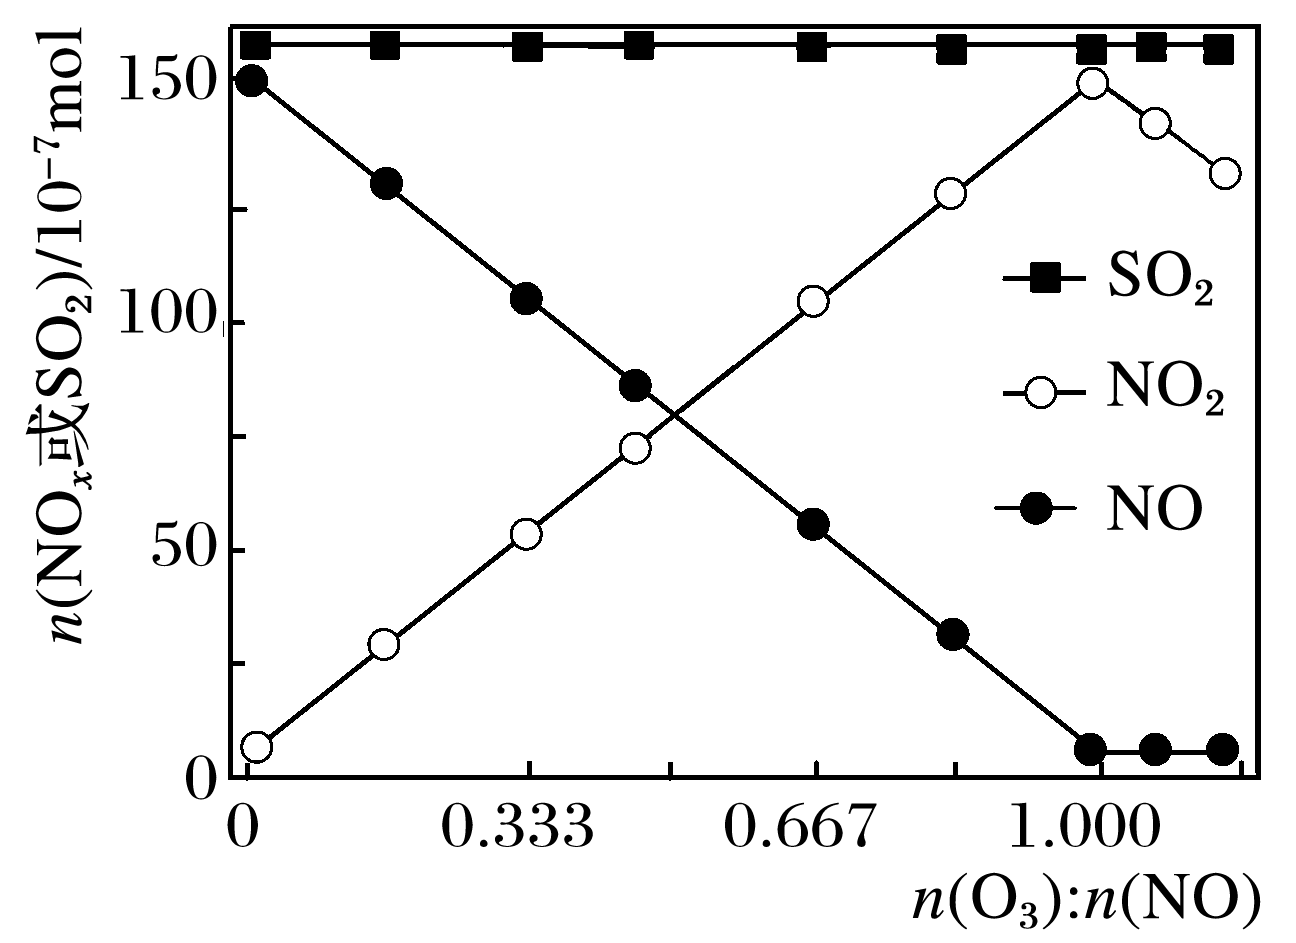 n(NOₓ或SO₂)/10⁻⁷mol
150
100
50
0
SO₂
NO₂
NO
0 0.333 0.667 1.000
n(O₃):n(NO)